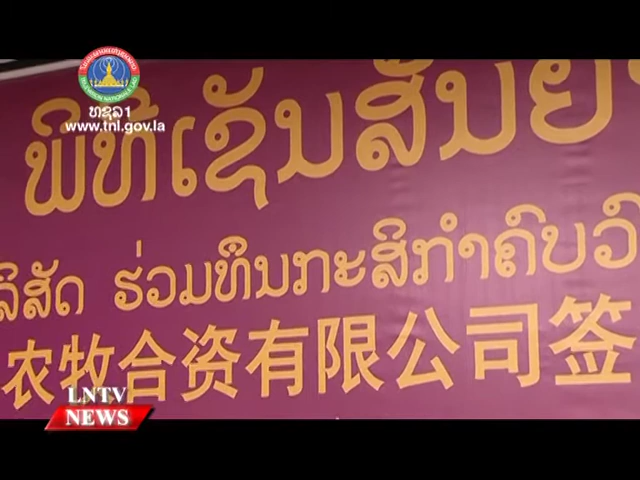 ທຊລ1
www.tnl.gov.la
ພິທີເຊັນສັນຍາ
ລິສັດ ຮ່ວມທຶນກະສິກຳຄົບວົ
农牧合资有限公司签
LNTV
NEWS